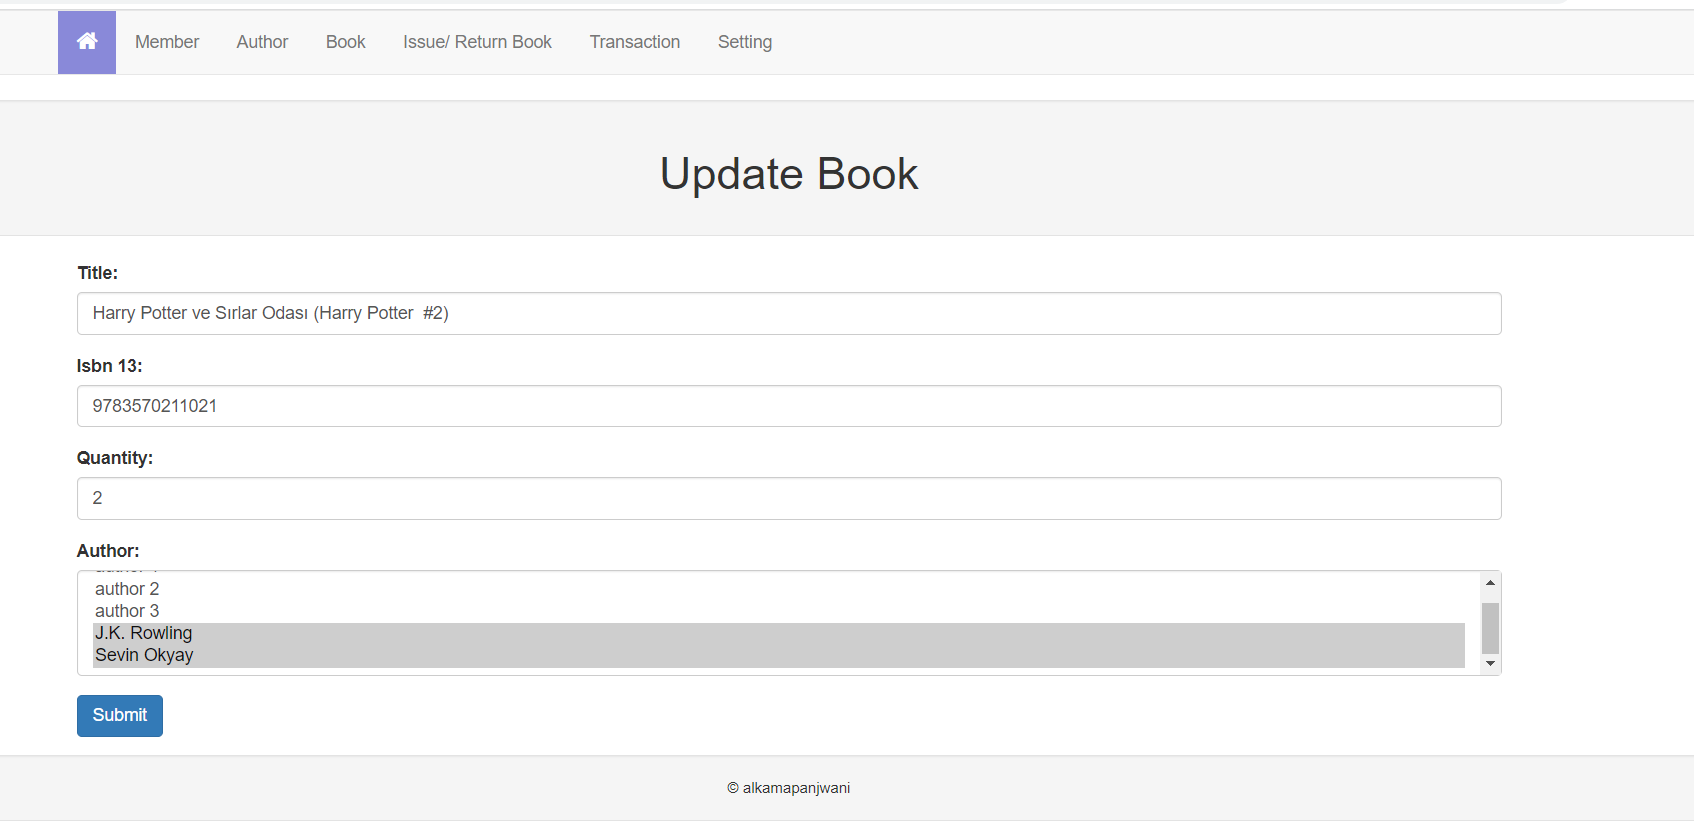 Member Author Book Issue/ Return Book Transaction Setting
Update Book
Title:
Harry Potter ve Sırlar Odası (Harry Potter  #2)
Isbn 13:
9783570211021
Quantity:
2
Author:
author 2
author 3
J.K. Rowling
Sevin Okyay
Submit
© alkamapanjwani